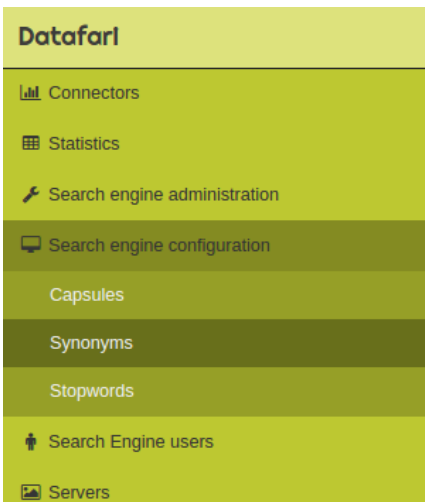 Datafari
Connectors
Statistics
Search engine administration
Search engine configuration
Capsules
Synonyms
Stopwords
Search Engine users
Servers